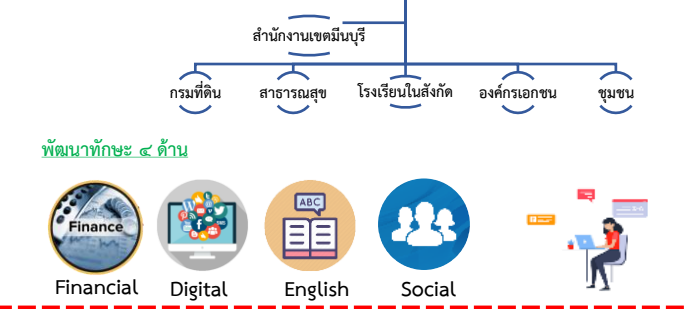 สำนักงานเขตมีนบุรี
กรมที่ดิน สาธารณสุข โรงเรียนในสังกัด องค์กรเอกชน ชุมชน
พัฒนาทักษะ ๔ ด้าน
Finance
ABC
Financial Digital English Social